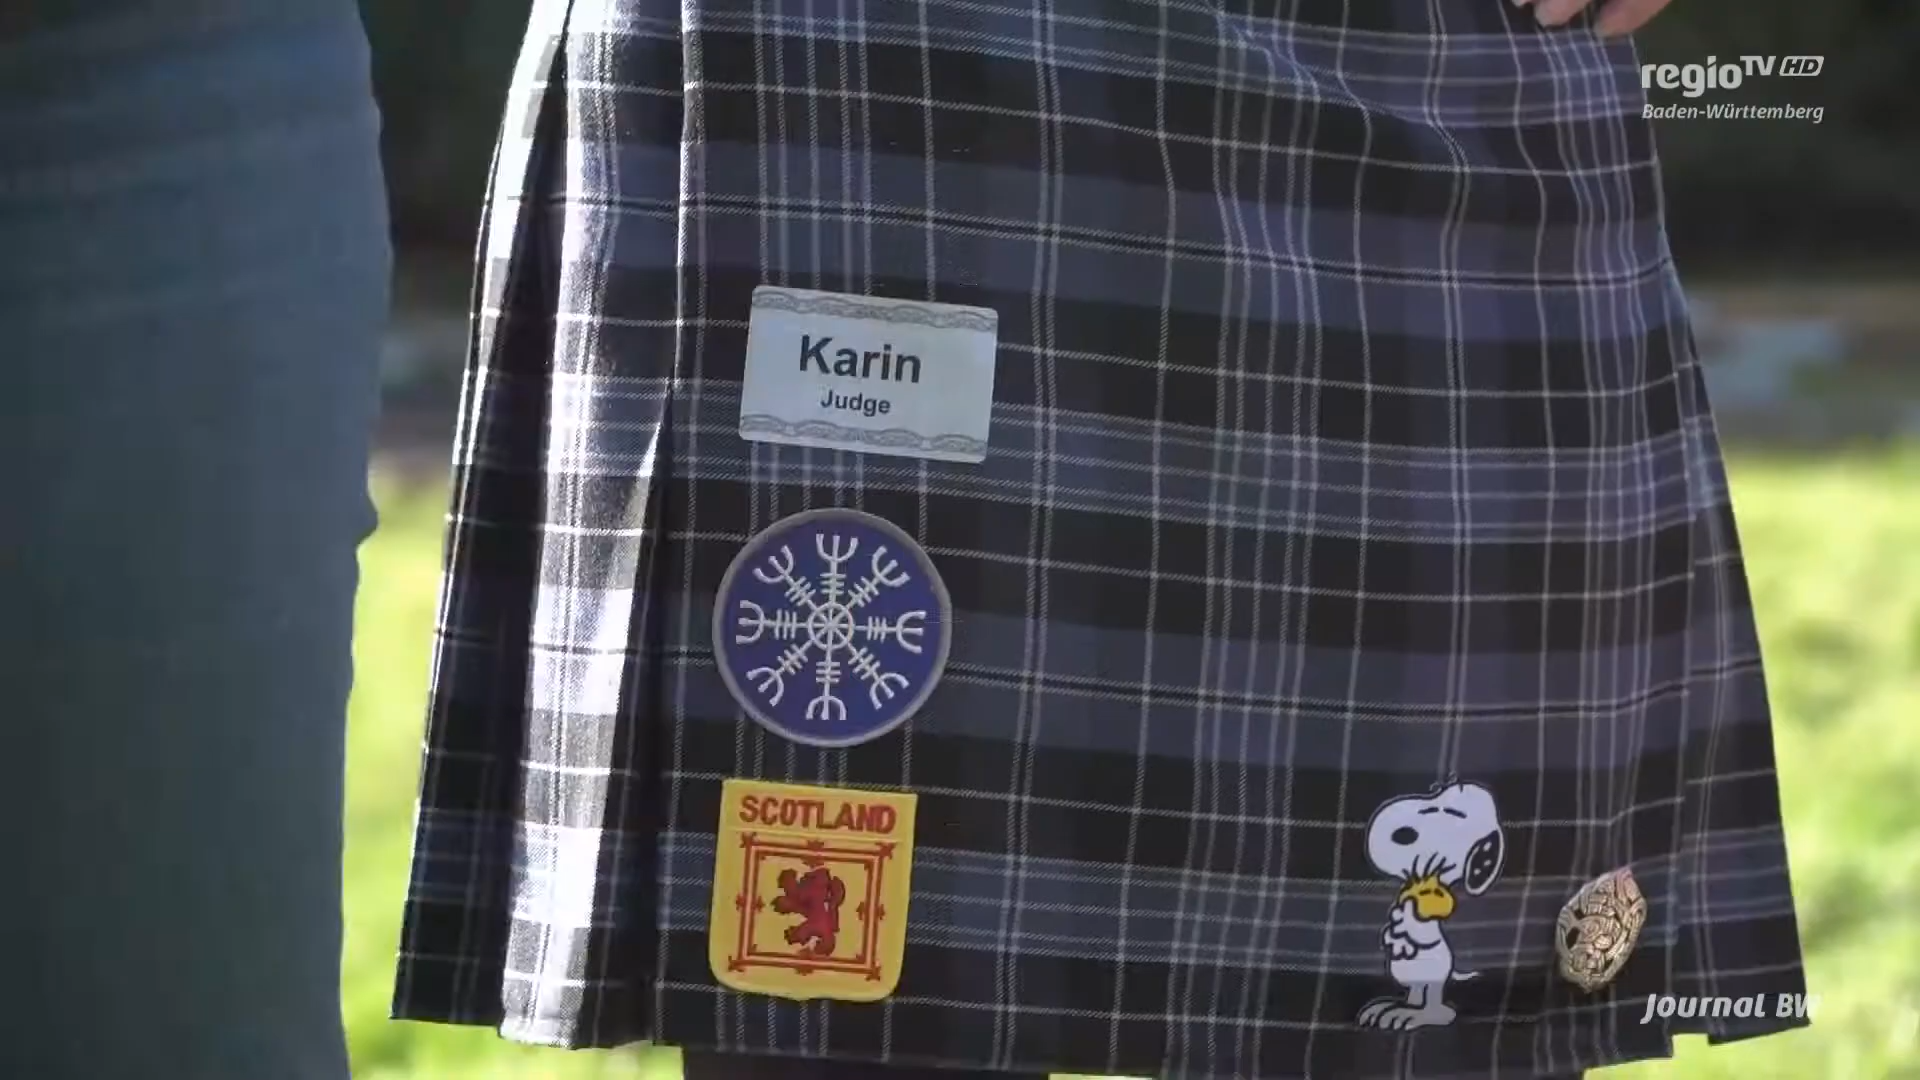 regioTV HD
Baden-Württemberg
Karin
Judge
SCOTLAND
Journal BW